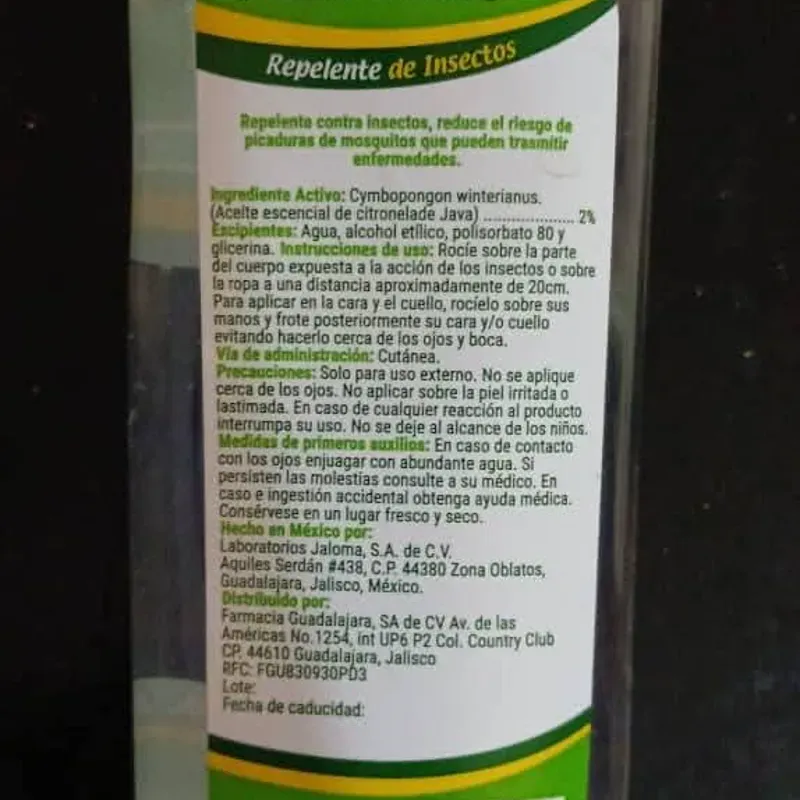 Repelente de Insectos
Repelente contra insectos, reduce el riesgo de
picaduras de mosquitos que pueden trasmitir
enfermedades.
Ingrediente Activo: Cymbopongon winterianus.
(Aceite escencial de citronelade Java) .................... 2%
Escipientes: Agua, alcohol etílico, polisorbato 80 y
glicerina. Instrucciones de uso: Rocíe sobre la parte
del cuerpo expuesta a la acción de los insectos o sobre
la ropa a una distancia aproximadamente de 20cm.
Para aplicar en la cara y el cuello, rocíelo sobre sus
manos y frote posteriormente su cara y/o cuello
evitando hacerlo cerca de los ojos y boca.
Vía de administración: Cutánea.
Precauciones: Solo para uso externo. No se aplique
cerca de los ojos. No aplicar sobre la piel irritada o
lastimada. En caso de cualquier reacción al producto
interrumpa su uso. No se deje al alcance de los niños.
Medidas de primeros auxilios: En caso de contacto
con los ojos enjuagar con abundante agua. Si
persisten las molestias consulte a su médico. En
caso e ingestión accidental obtenga ayuda médica.
Consérvese en un lugar fresco y seco.
Hecho en México por:
Laboratorios Jaloma, S.A. de C.V.
Aquiles Serdán #438, C.P. 44380 Zona Oblatos,
Guadalajara, Jalisco, México.
Distribuido por:
Farmacia Guadalajara, SA de CV Av. de las
Américas No.1254, int UP6 P2 Col. Country Club
CP. 44610 Guadalajara, Jalisco
RFC: FGU830930PD3
Lote:
Fecha de caducidad: